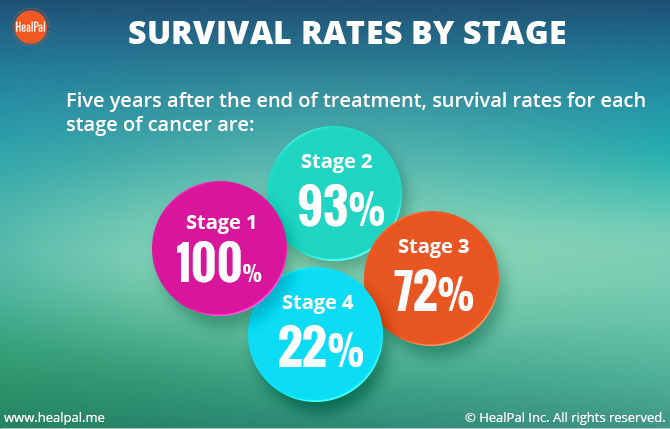 HealPal
SURVIVAL RATES BY STAGE
Five years after the end of treatment, survival rates for each
stage of cancer are:
Stage 1
100%
Stage 2
93%
Stage 3
72%
Stage 4
22%
www.healpal.me
© HealPal Inc. All rights reserved.